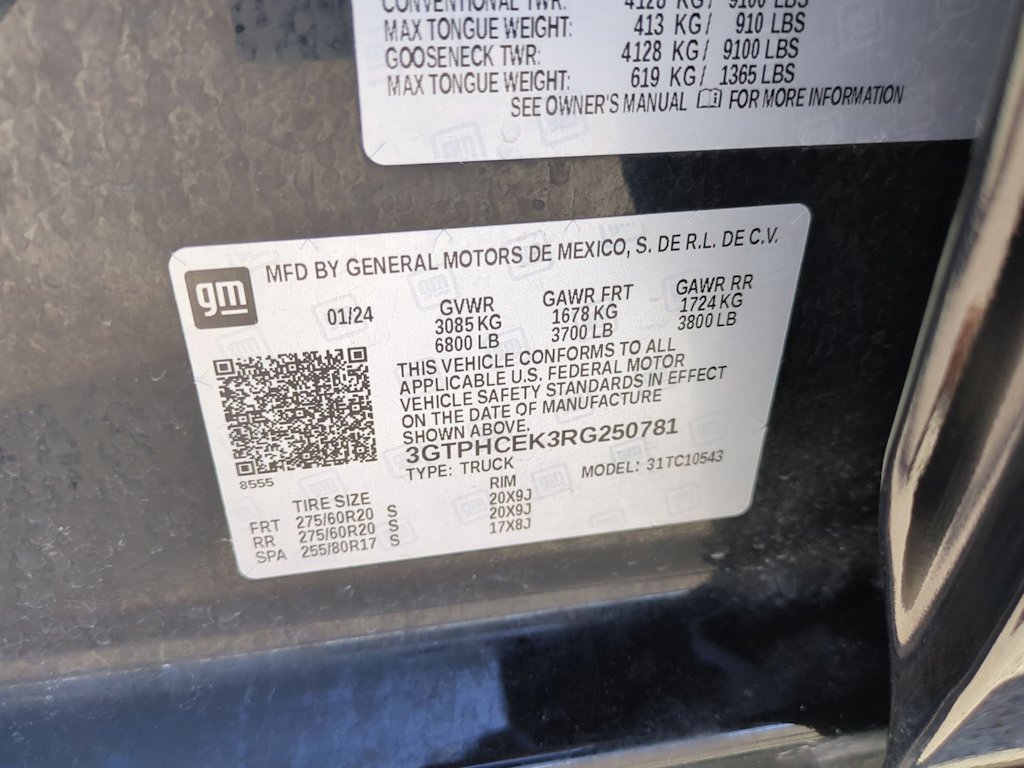 CONVENTIONAL TWR: 4128 KG/ 9100 LBS
MAX TONGUE WEIGHT: 413 KG/ 910 LBS
GOOSENECK TWR: 4128 KG/ 9100 LBS
MAX TONGUE WEIGHT: 619 KG/ 1365 LBS
SEE OWNER'S MANUAL FOR MORE INFORMATION
gm
MFD BY GENERAL MOTORS DE MEXICO, S. DE R.L. DE C.V.
01/24 GVWR GAWR FRT GAWR RR
3085 KG 1678 KG 1724 KG
6800 LB 3700 LB 3800 LB
THIS VEHICLE CONFORMS TO ALL
APPLICABLE U.S. FEDERAL MOTOR
VEHICLE SAFETY STANDARDS IN EFFECT
ON THE DATE OF MANUFACTURE
SHOWN ABOVE.
3GTPHCEK3RG250781
8555 TYPE: TRUCK MODEL: 31TC10543
TIRE SIZE RIM
FRT 275/60R20 S 20X9J
RR 275/60R20 S 20X9J
SPA 255/80R17 S 17X8J